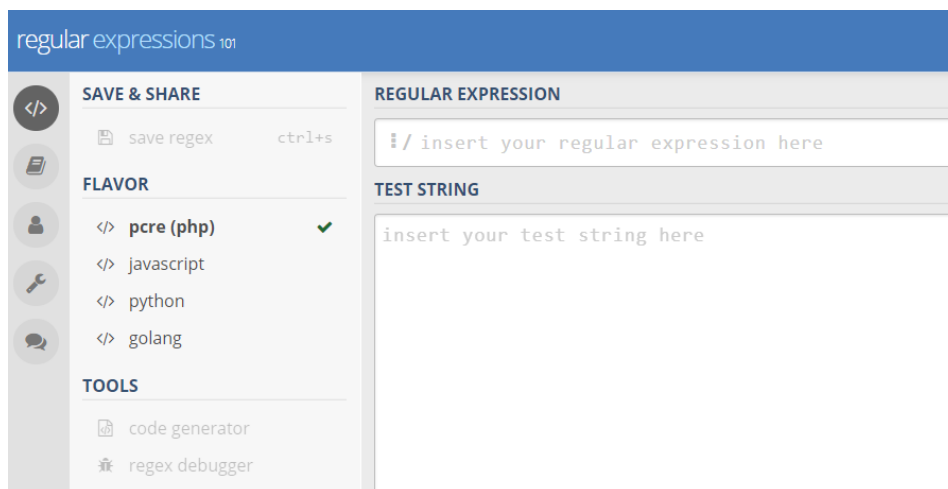 regular expressions 101
SAVE & SHARE
save regex ctrl+s
FLAVOR
</> pcre (php)
</> javascript
</> python
</> golang
TOOLS
code generator
regex debugger
REGULAR EXPRESSION
/ insert your regular expression here
TEST STRING
insert your test string here